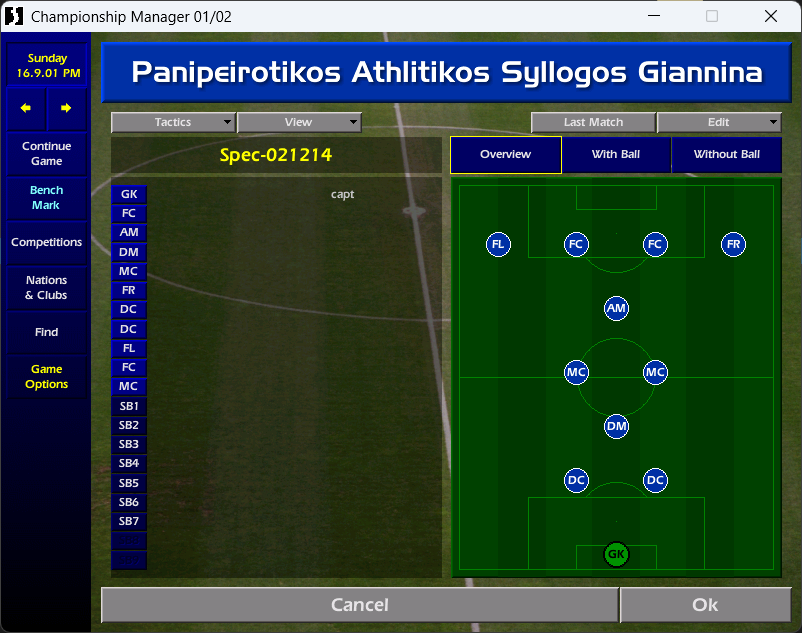 Championship Manager 01/02
Sunday
16.9.01 PM
Panipeirotikos Athlitikos Syllogos Giannina
Continue
Game
Bench
Mark
Competitions
Nations
& Clubs
Find
Game
Options
Tactics
View
Last Match
Edit
Spec-021214
Overview
With Ball
Without Ball
GK capt
FC
AM
DM
MC
FR
DC
DC
FL
FC
MC
SB1
SB2
SB3
SB4
SB5
SB6
SB7
FL FC FC FR
AM
MC MC
DM
DC DC
GK
Cancel
Ok